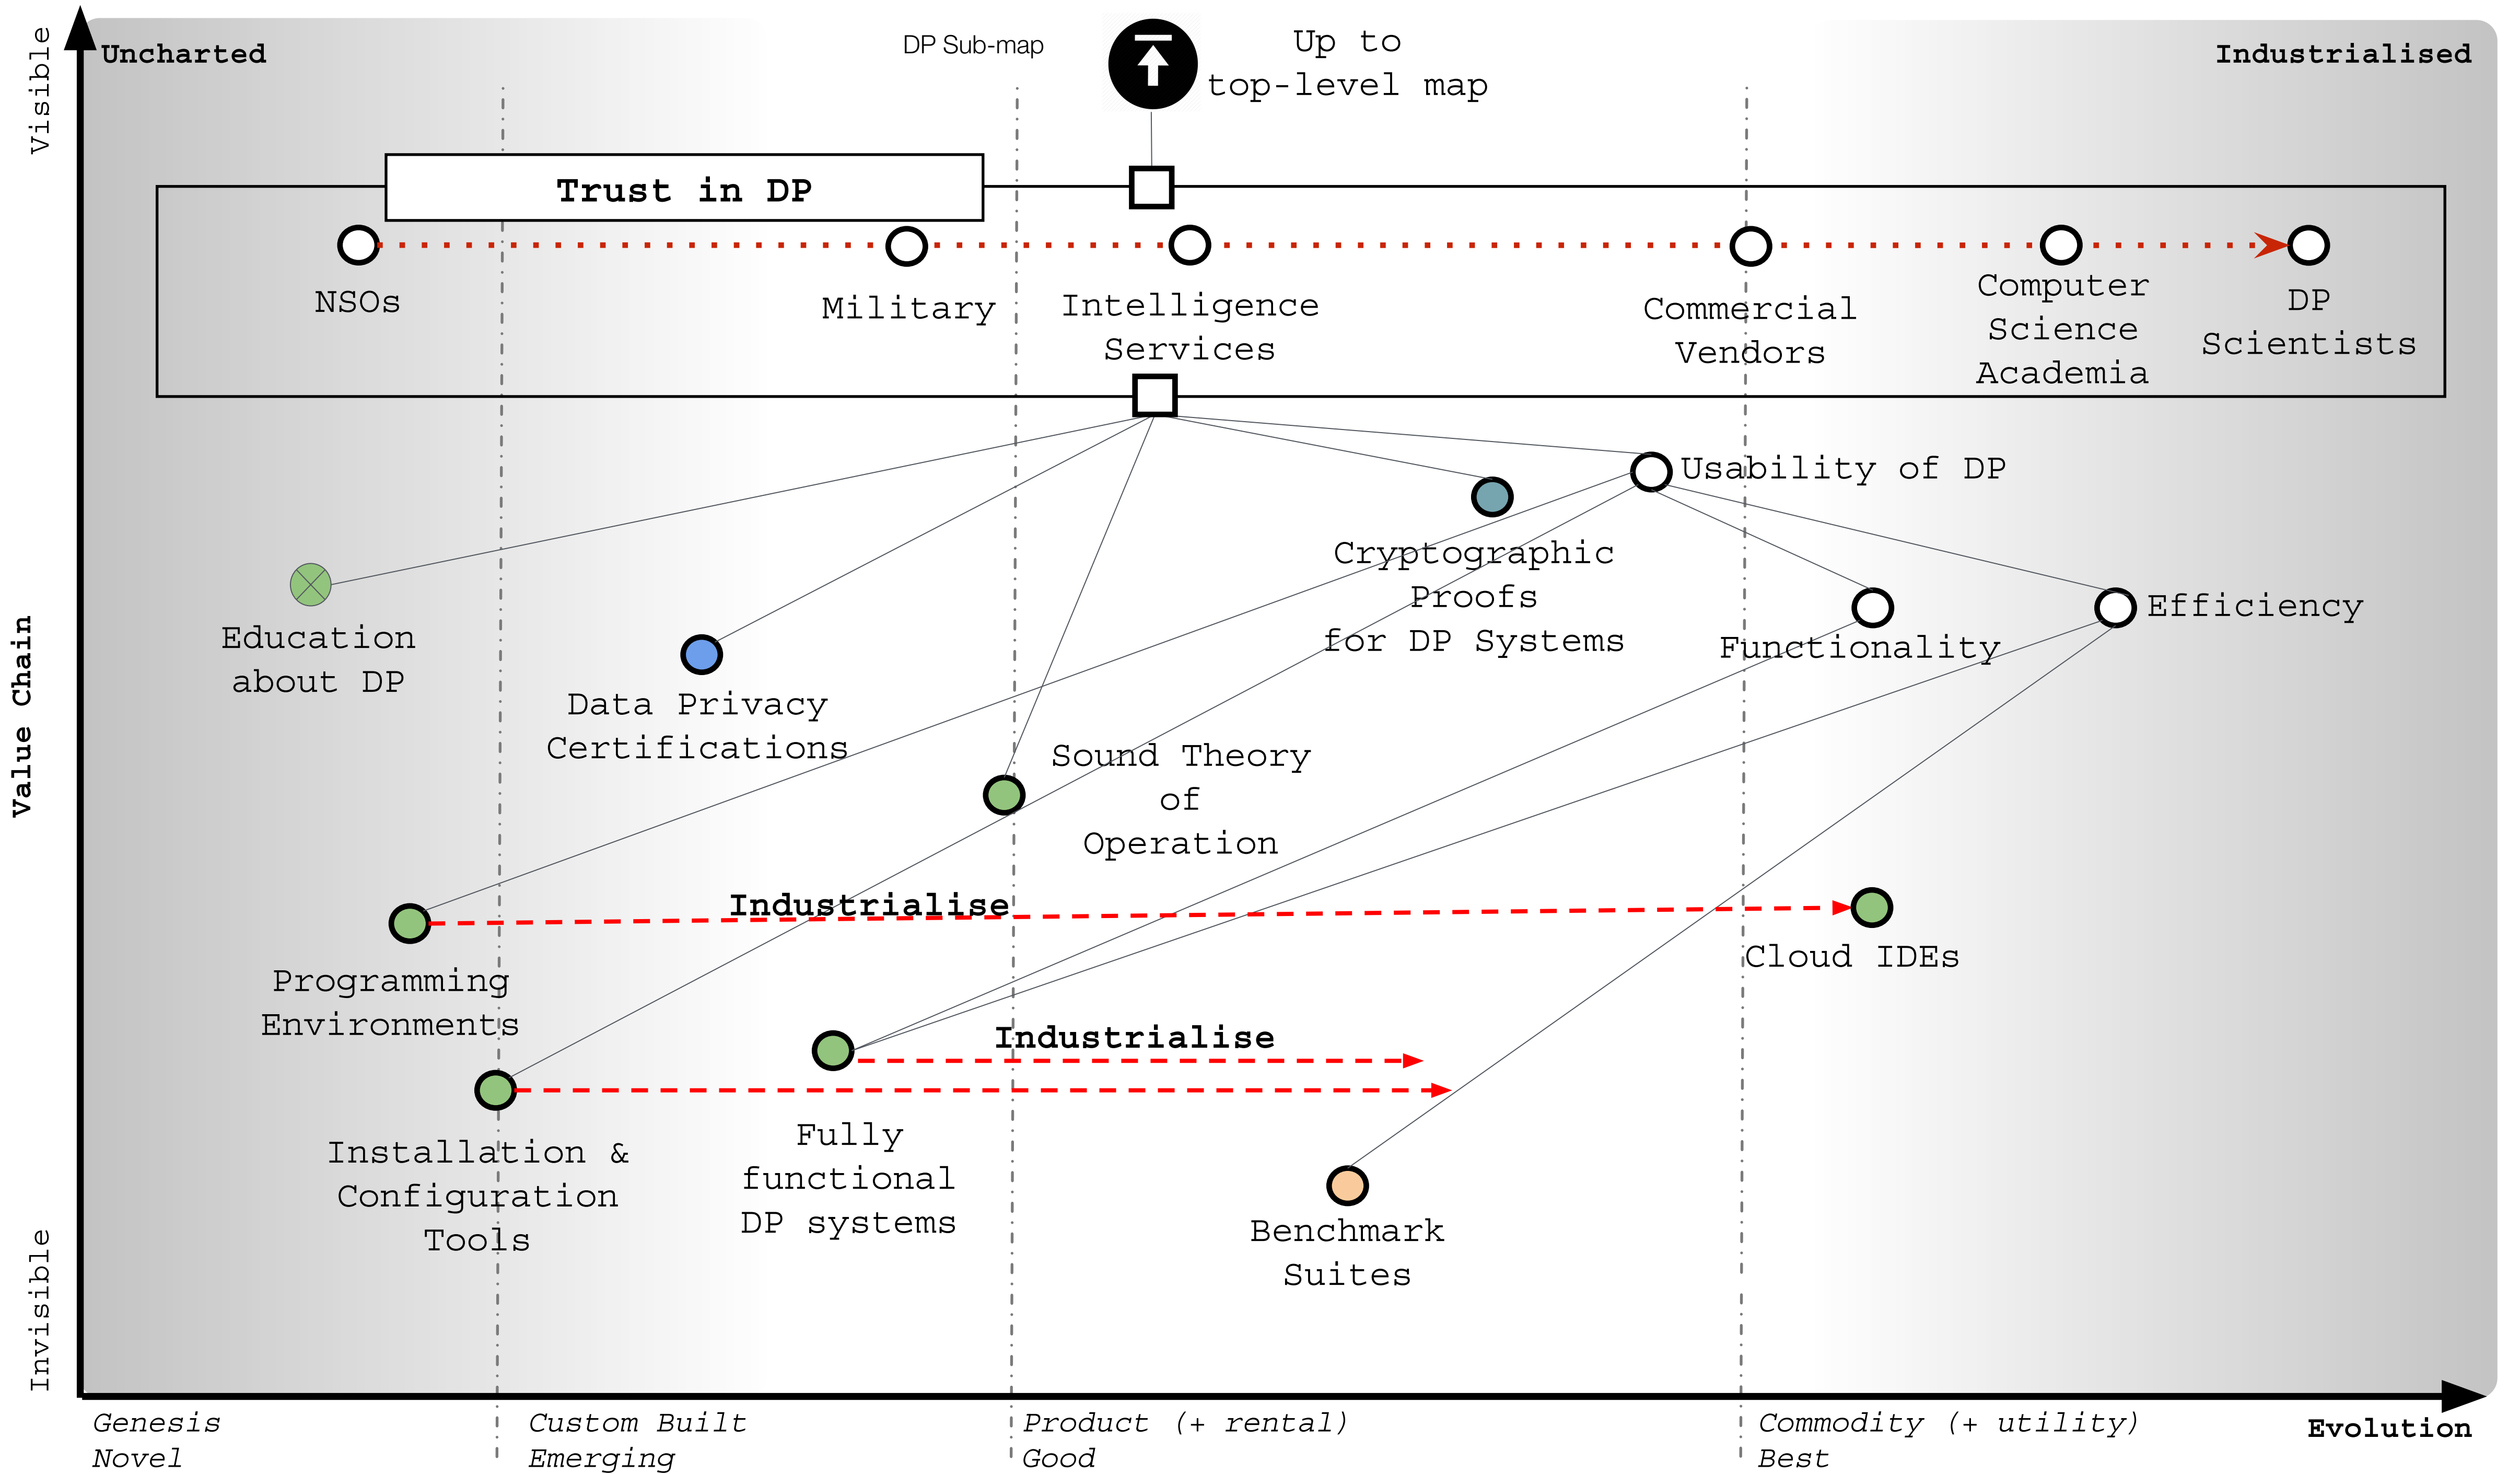 Visible
Uncharted
DP Sub-map
Up to
top-level map
Industrialised
Trust in DP
NSOs
Military
Intelligence
Services
Commercial
Vendors
Computer
Science
Academia
DP
Scientists
Usability of DP
Cryptographic
Proofs
for DP Systems
Functionality
Efficiency
Education
about DP
Data Privacy
Certifications
Value Chain
Sound Theory
of
Operation
Industrialise
Cloud IDEs
Programming
Environments
Industrialise
Installation &
Configuration
Tools
Fully
functional
DP systems
Benchmark
Suites
Invisible
Genesis
Novel
Custom Built
Emerging
Product (+ rental)
Good
Commodity (+ utility)
Best
Evolution